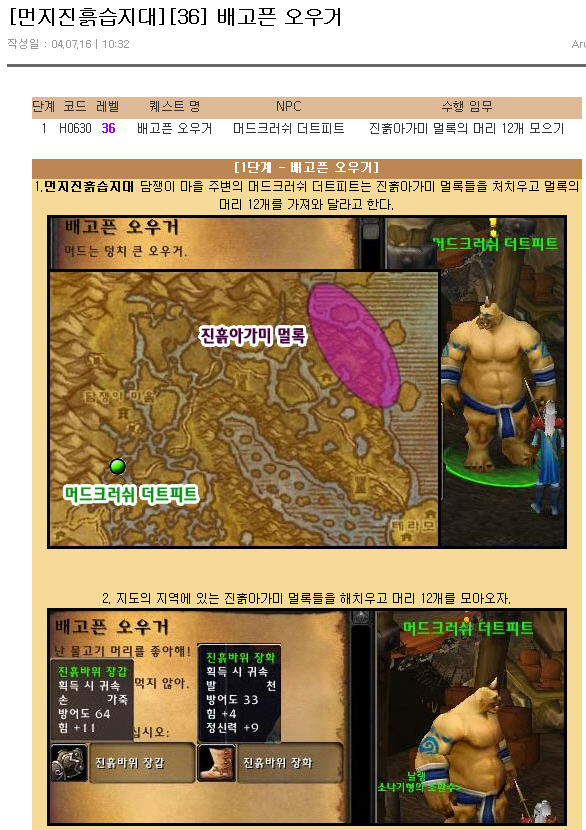 [먼지진흙습지대][36] 배고픈 오우거
작성일 : 04,07,16 | 10:32
단계 코드 레벨 퀘스트 명 NPC 수행 임무
1 H0630 36 배고픈 오우거 머드크러쉬 더트피트 진흙아가미 멀록의 머리 12개 모으기
[1단계 - 배고픈 오우거]
1.먼지진흙습지대 담쟁이 마을 주변의 머드크러쉬 더트피트는 진흙아가미 멀록들을 처치우고 멀록의
머리 12개를 가져와 달라고 한다.
배고픈 오우거
머드는 덩치 큰 오우거.
머드크러쉬 더트피트
진흙아가미 멀록
담쟁이 마을
머드크러쉬 더트피트
테라모
2. 지도의 지역에 있는 진흙아가미 멀록들을 해치우고 머리 12개를 모아오자.
배고픈 오우거
난 물고기 머리를 좋아해!
먹지 않아.
진흙바위 장갑
획득 시 귀속
손 가죽
방어도 64
힘 +11
진흙바위 장화
획득 시 귀속
발 천
방어도 33
힘 +4
정신력 +9
십시오:
진흙바위 장갑
진흙바위 장화
머드크러쉬 더트피트